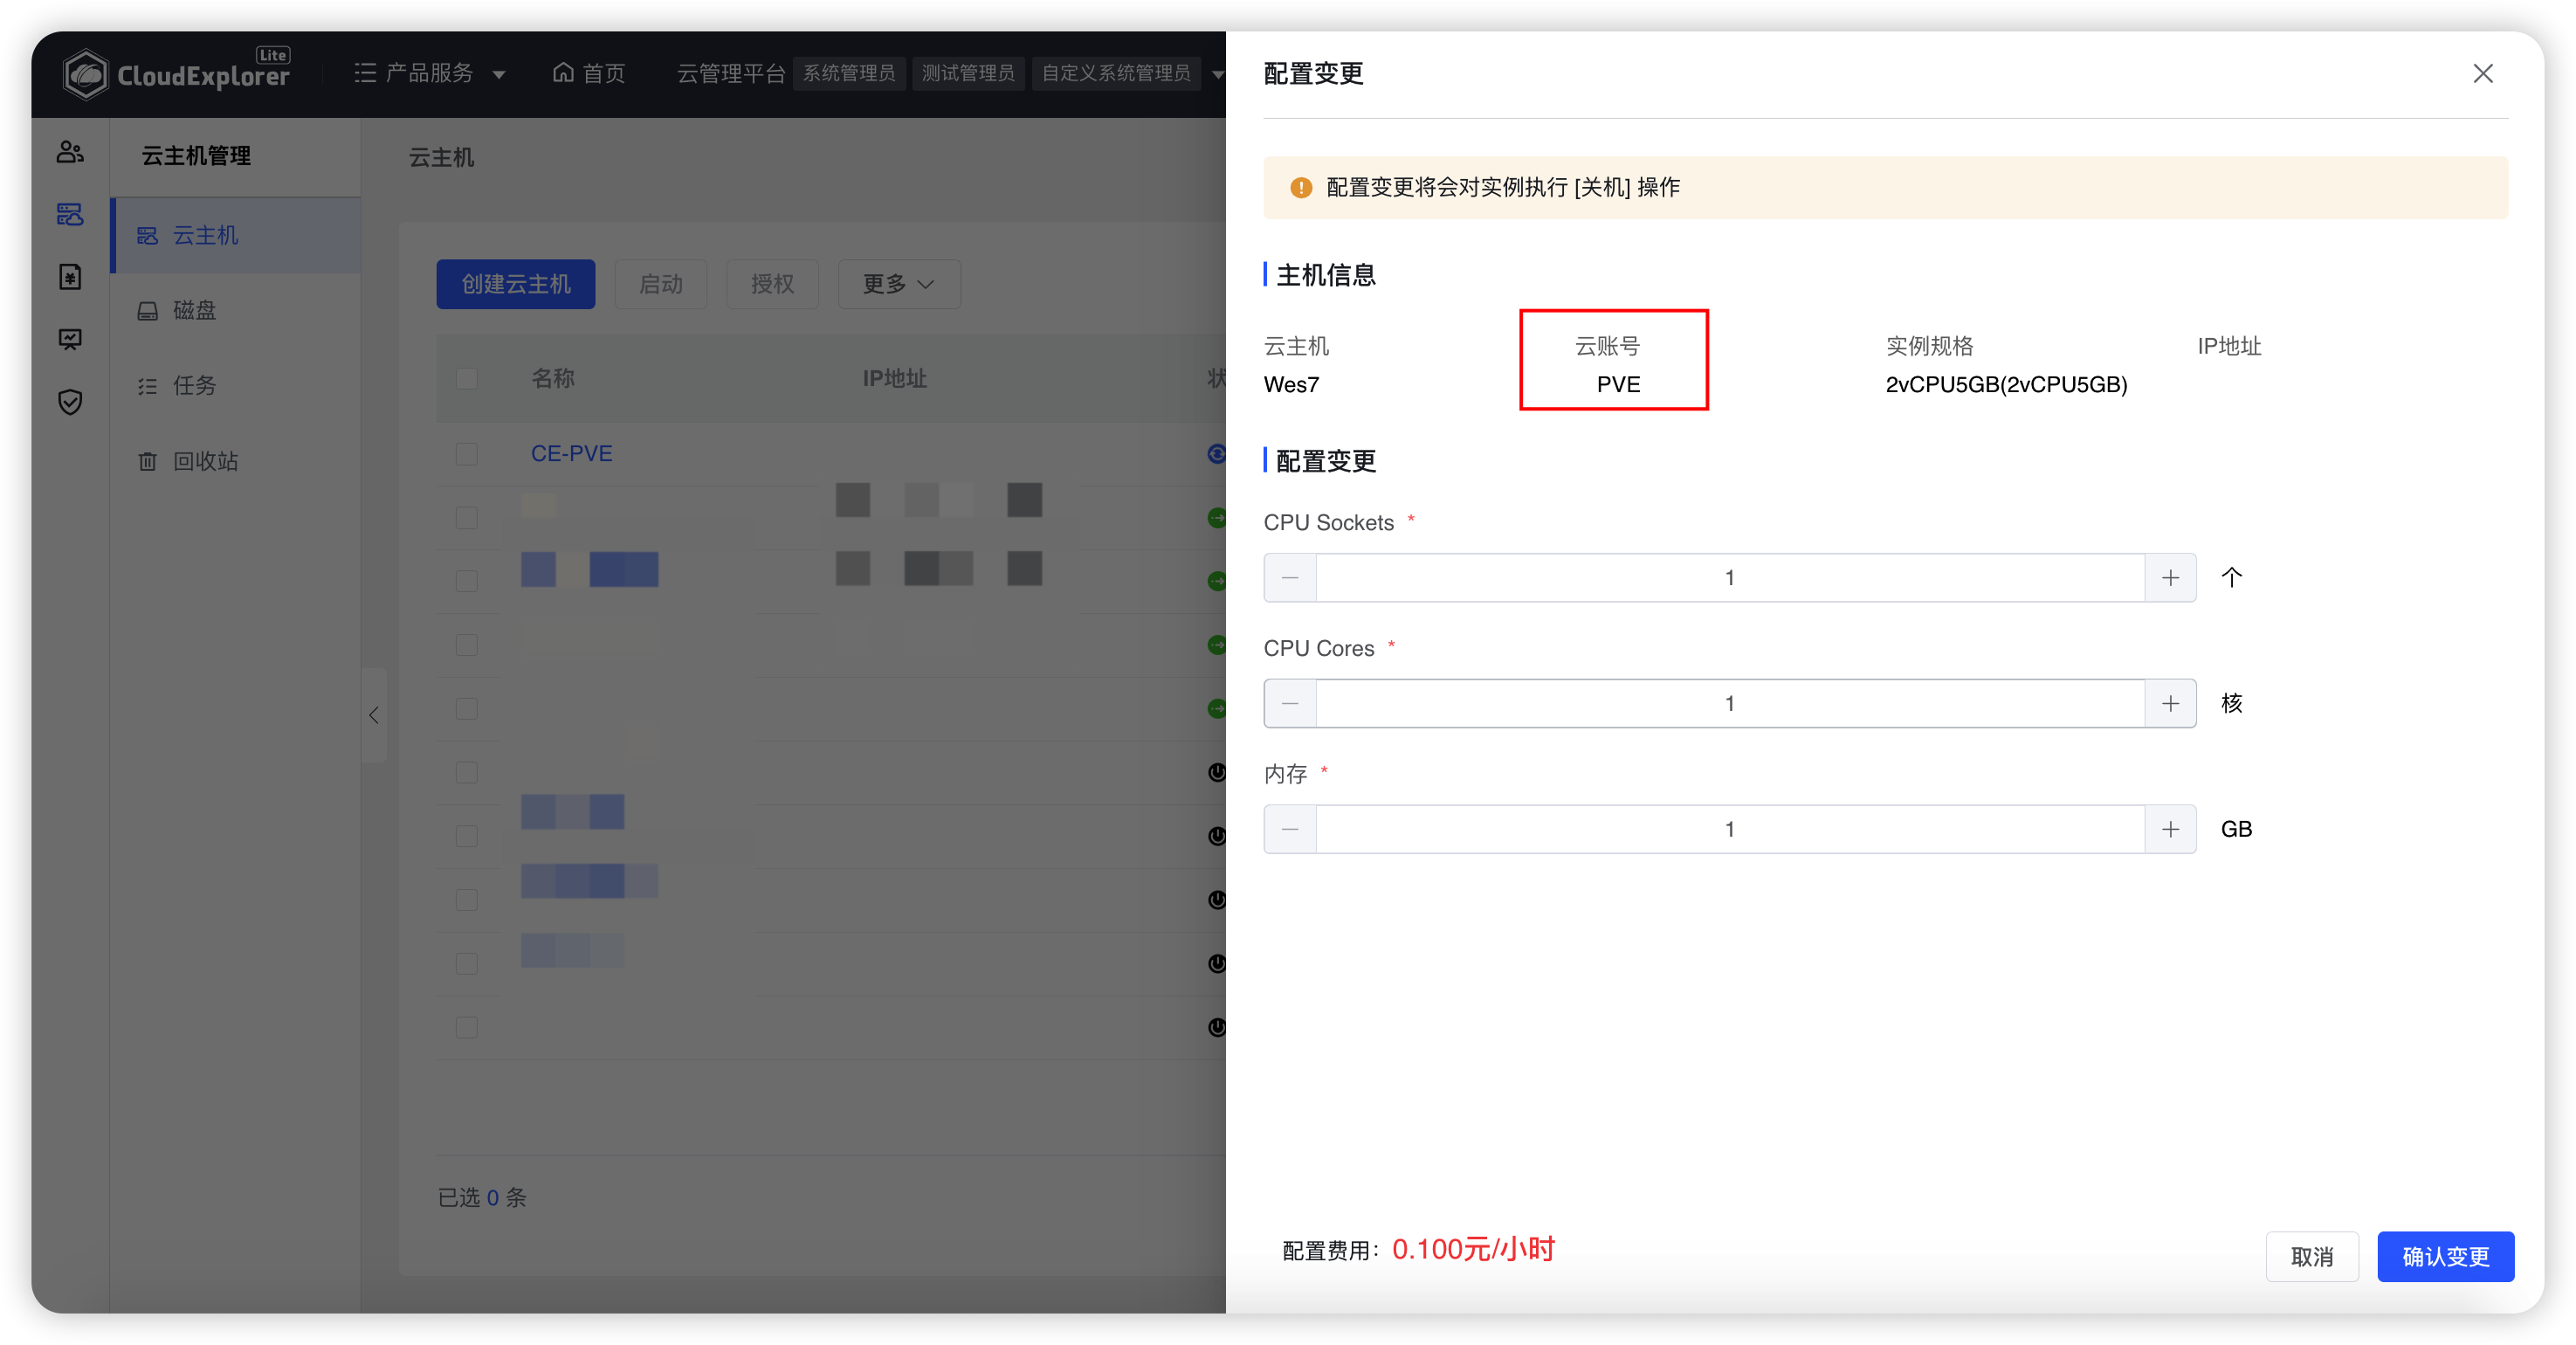 CloudExplorer Lite
产品服务
首页
云管理平台 系统管理员 测试管理员 自定义系统管理员
云主机管理
云主机
磁盘
任务
回收站
云主机
创建云主机 启动 授权 更多
名称 IP地址 状
CE-PVE
已选 0 条
配置变更
配置变更将会对实例执行 [关机] 操作
主机信息
云主机 云账号 实例规格 IP地址
Wes7 PVE 2vCPU5GB(2vCPU5GB)
配置变更
CPU Sockets *
1 个
CPU Cores *
1 核
内存 *
1 GB
配置费用： 0.100元/小时
取消 确认变更